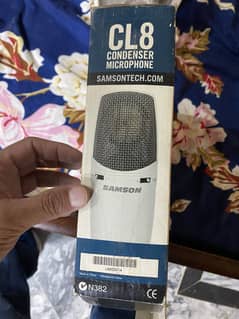 CL8
CONDENSER
MICROPHONE
SAMSONTECH.COM
SAMSON
N382
CE